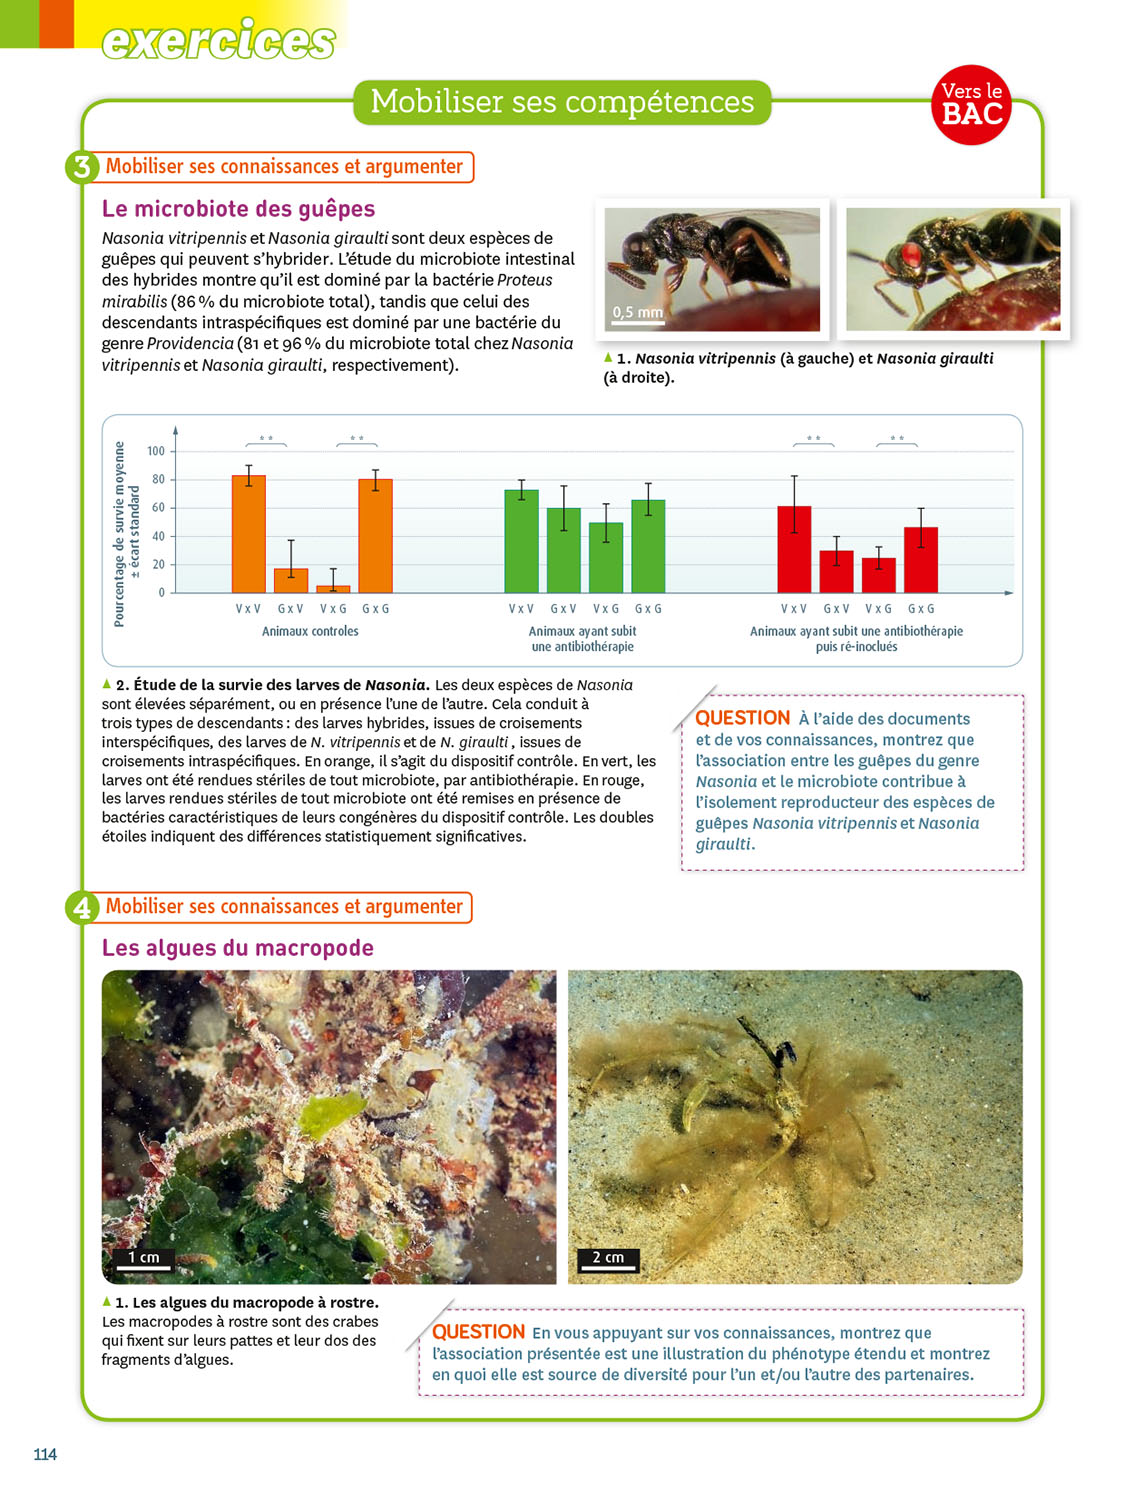 exercices
Mobiliser ses compétences
Vers le
BAC
3 Mobiliser ses connaissances et argumenter
Le microbiote des guêpes
Nasonia vitripennis et Nasonia giraulti sont deux espèces de
guêpes qui peuvent s’hybrider. L’étude du microbiote intestinal
des hybrides montre qu’il est dominé par la bactérie Proteus
mirabilis (86 % du microbiote total), tandis que celui des
descendants intraspécifiques est dominé par une bactérie du
genre Providencia (81 et 96 % du microbiote total chez Nasonia
vitripennis et Nasonia giraulti, respectivement).
0,5 mm
▲ 1. Nasonia vitripennis (à gauche) et Nasonia giraulti
(à droite).
Pourcentage de survie moyenne
± écart standard
100
80
60
40
20
0
** ** ** **
V x V G x V V x G G x G
Animaux controles
V x V G x V V x G G x G
Animaux ayant subit
une antibiothérapie
V x V G x V V x G G x G
Animaux ayant subit une antibiothérapie
puis ré-inoclués
▲ 2. Étude de la survie des larves de Nasonia. Les deux espèces de Nasonia
sont élevées séparément, ou en présence l’une de l’autre. Cela conduit à
trois types de descendants : des larves hybrides, issues de croisements
interspécifiques, des larves de N. vitripennis et de N. giraulti , issues de
croisements intraspécifiques. En orange, il s’agit du dispositif contrôle. En vert, les
larves ont été rendues stériles de tout microbiote, par antibiothérapie. En rouge,
les larves rendues stériles de tout microbiote ont été remises en présence de
bactéries caractéristiques de leurs congénères du dispositif contrôle. Les doubles
étoiles indiquent des différences statistiquement significatives.
QUESTION À l’aide des documents
et de vos connaissances, montrez que
l’association entre les guêpes du genre
Nasonia et le microbiote contribue à
l’isolement reproducteur des espèces de
guêpes Nasonia vitripennis et Nasonia
giraulti.
4 Mobiliser ses connaissances et argumenter
Les algues du macropode
1 cm
2 cm
▲ 1. Les algues du macropode à rostre.
Les macropodes à rostre sont des crabes
qui fixent sur leurs pattes et leur dos des
fragments d’algues.
QUESTION En vous appuyant sur vos connaissances, montrez que
l’association présentée est une illustration du phénotype étendu et montrez
en quoi elle est source de diversité pour l’un et/ou l’autre des partenaires.
114